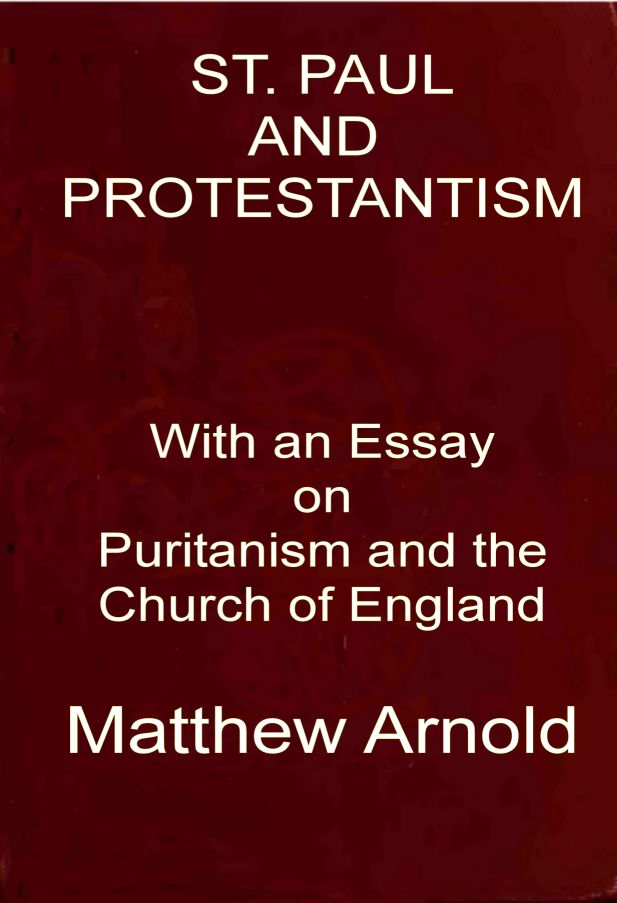 ST. PAUL
AND
PROTESTANTISM
With an Essay
on
Puritanism and the
Church of England
Matthew Arnold